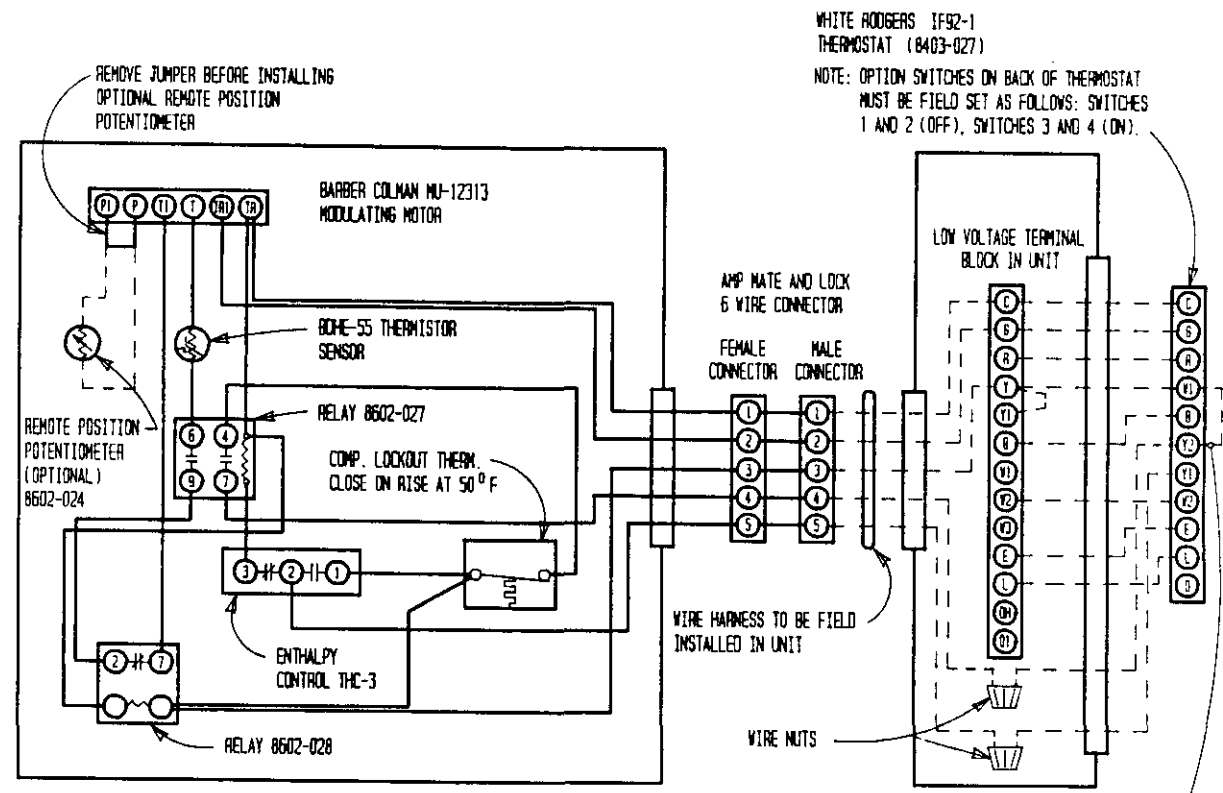 WHITE RODGERS IF92-1
THERMOSTAT (8403-027)
NOTE: OPTION SWITCHES ON BACK OF THERMOSTAT
MUST BE FIELD SET AS FOLLOWS: SWITCHES
1 AND 2 (OFF), SWITCHES 3 AND 4 (ON).
REMOVE JUMPER BEFORE INSTALLING
OPTIONAL REMOTE POSITION
POTENTIOMETER
P1 P T1 T TR1 TR
BARBER COLMAN MU-12313
MODULATING MOTOR
BOHE-55 THERMISTOR
SENSOR
REMOTE POSITION
POTENTIOMETER
(OPTIONAL)
8602-024
RELAY 8602-027
6 4
9 7
COMP. LOCKOUT THERM.
CLOSE ON RISE AT 50°F
3 2 1
ENTHALPY
CONTROL THC-3
2 7
RELAY 8602-028
AMP MATE AND LOCK
6 WIRE CONNECTOR
FEMALE
CONNECTOR
MALE
CONNECTOR
1 1
2 2
3 3
4 4
5 5
WIRE HARNESS TO BE FIELD
INSTALLED IN UNIT
LOW VOLTAGE TERMINAL
BLOCK IN UNIT
C
G
R
Y
Y1
W1
W2
W3
E
L
C
G
R
W1
B
Y2
Y1
W2
E
L
WIRE NUTS